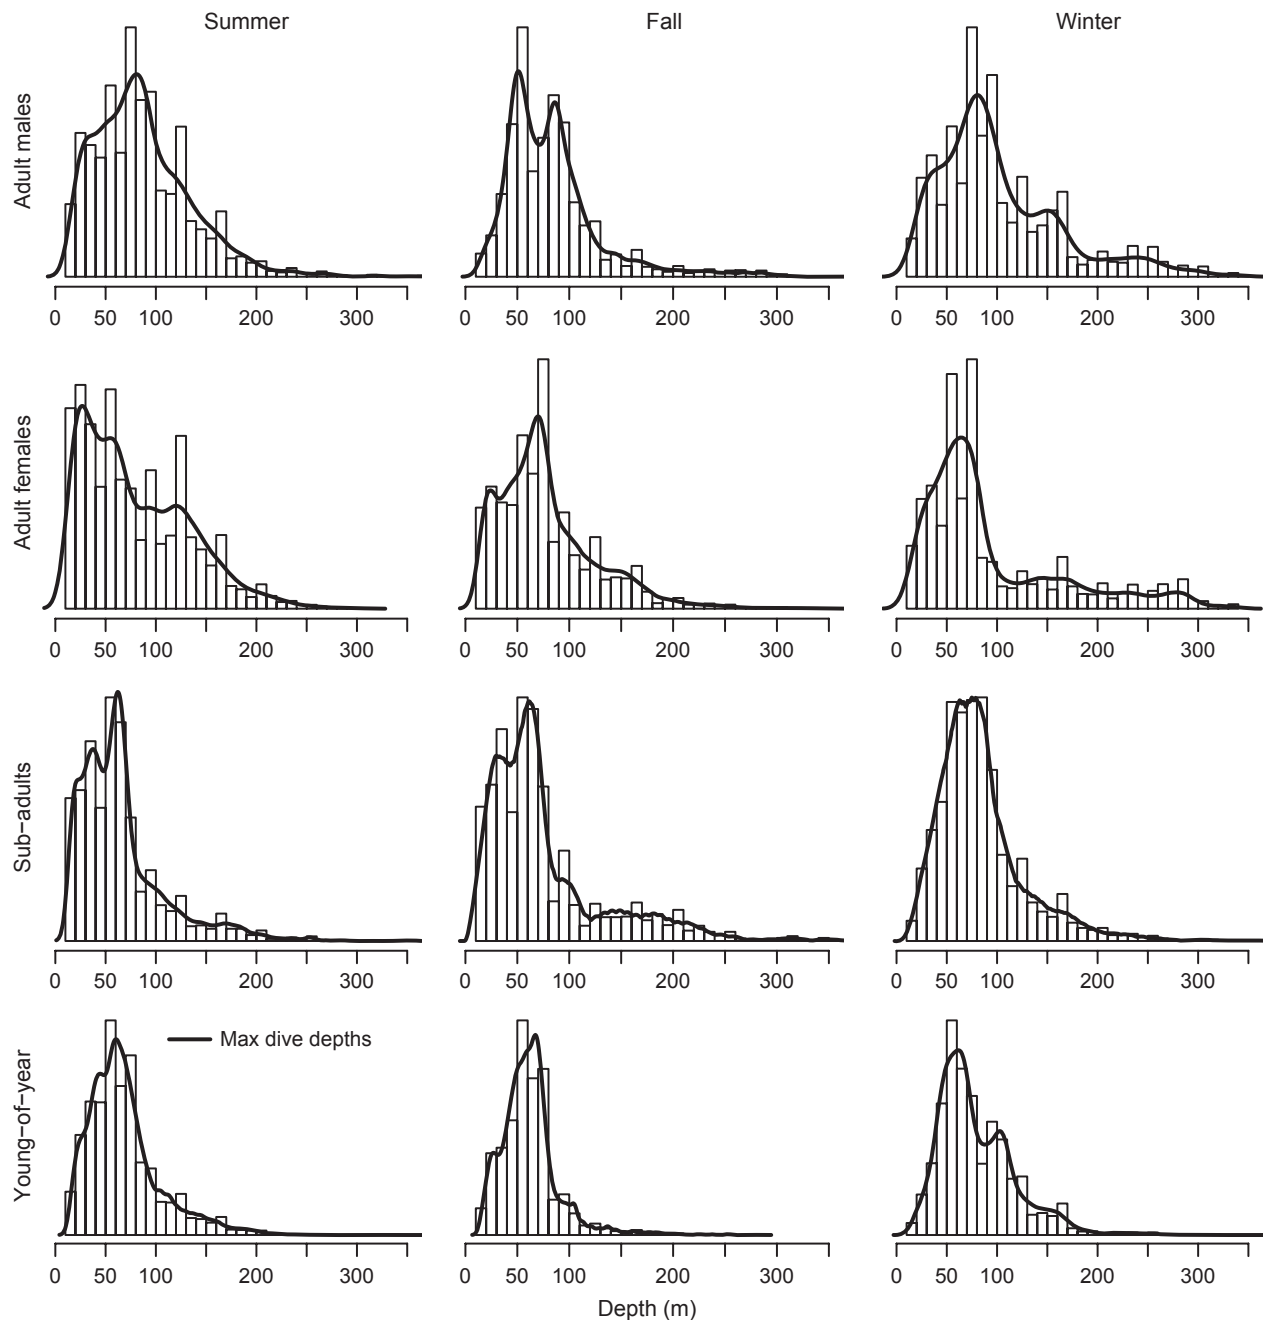 Summer Fall Winter
Adult males
0 50 100 200 300 0 50 100 200 300 0 50 100 200 300
Adult females
0 50 100 200 300 0 50 100 200 300 0 50 100 200 300
Sub−adults
0 50 100 200 300 0 50 100 200 300 0 50 100 200 300
Young−of−year
Max dive depths
0 50 100 200 300 0 50 100 200 300 0 50 100 200 300
Depth (m)